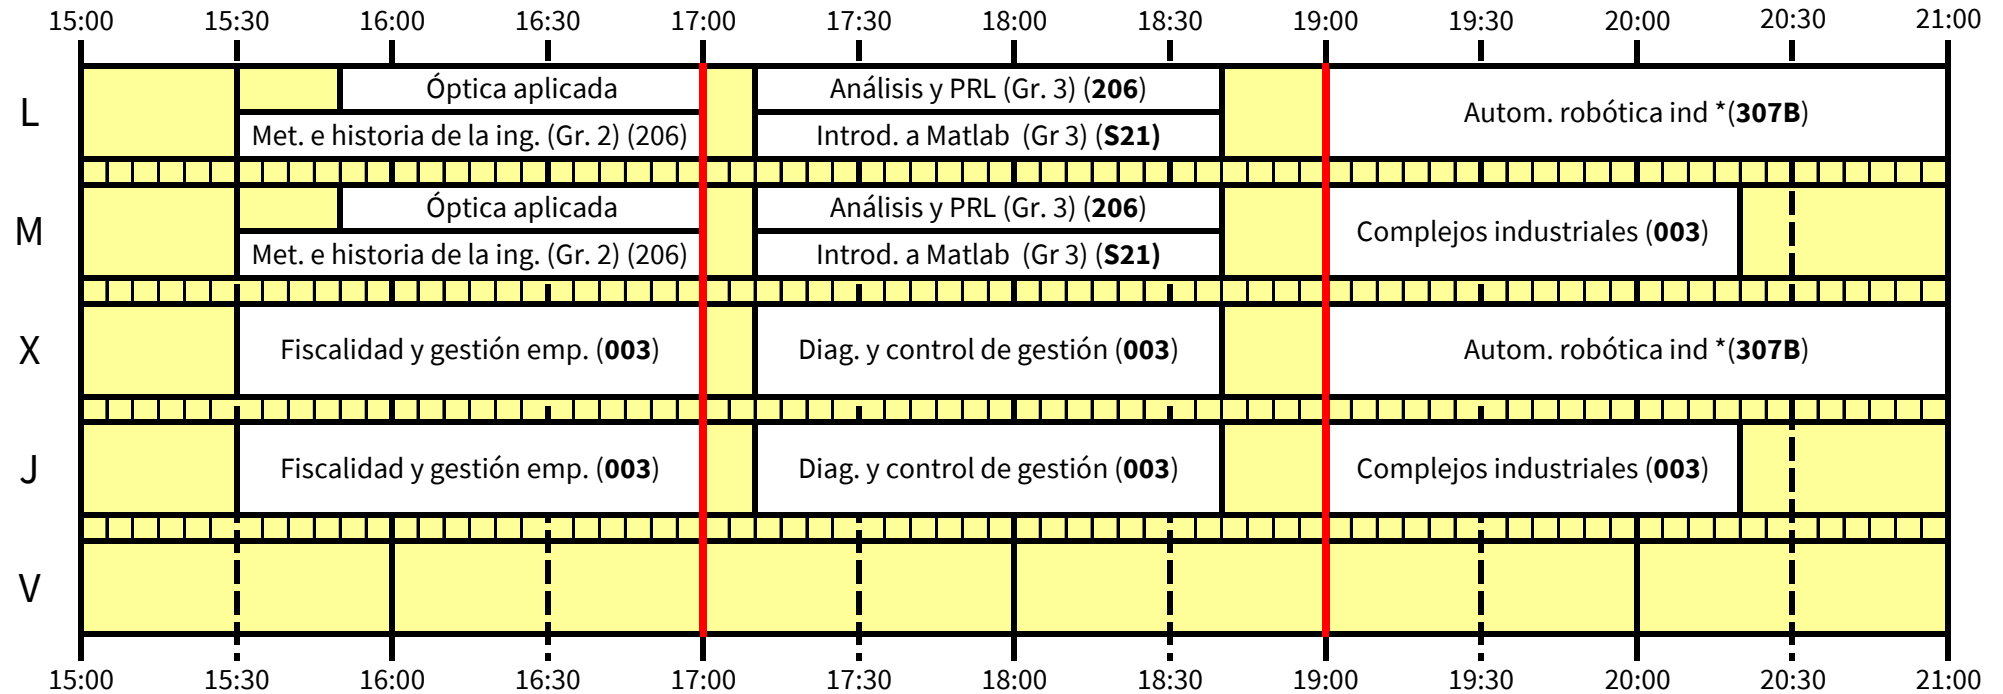 15:00 15:30 16:00 16:30 17:00 17:30 18:00 18:30 19:00 19:30 20:00 20:30 21:00
L
Óptica aplicada
Met. e historia de la ing. (Gr. 2) (206)
Análisis y PRL (Gr. 3) (206)
Introd. a Matlab (Gr 3) (S21)
Autom. robótica ind *(307B)
M
Óptica aplicada
Met. e historia de la ing. (Gr. 2) (206)
Análisis y PRL (Gr. 3) (206)
Introd. a Matlab (Gr 3) (S21)
Complejos industriales (003)
X
Fiscalidad y gestión emp. (003)
Diag. y control de gestión (003)
Autom. robótica ind *(307B)
J
Fiscalidad y gestión emp. (003)
Diag. y control de gestión (003)
Complejos industriales (003)
V
15:00 15:30 16:00 16:30 17:00 17:30 18:00 18:30 19:00 19:30 20:00 20:30 21:00